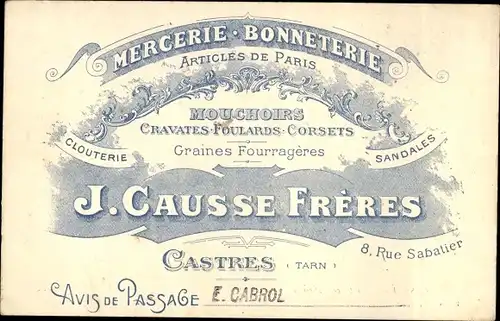 MERCERIE · BONNETERIE
ARTICLES DE PARIS
MOUCHOIRS
CRAVATES · FOULARDS · CORSETS
CLOUTERIE
Graines Fourragères
SANDALES
J. CAUSSE FRÈRES
8, Rue Sabatier
CASTRES (TARN)
AVIS DE PASSAGE E. CABROL